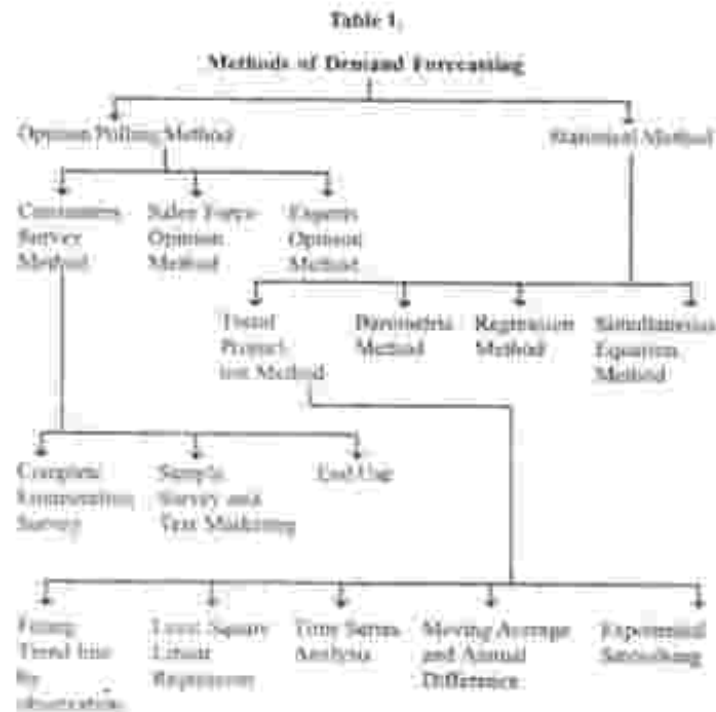 Table 1.
Methods of Demand Forecasting
Opinion Polling Method
Statistical Method
Consumers
Survey
Method
Sales Force
Opinion
Method
Experts
Opinion
Method
Trend
Project-
ion Method
Barometric
Method
Regression
Method
Simultaneous
Equation
Method
Complete
Enumeration
Survey
Sample
Survey and
Test Marketing
End Use
Fitting
Trend line
by
observation
Least Square
Linear
Regression
Time Series
Analysis
Moving Average
and Annual
Difference
Exponential
Smoothing